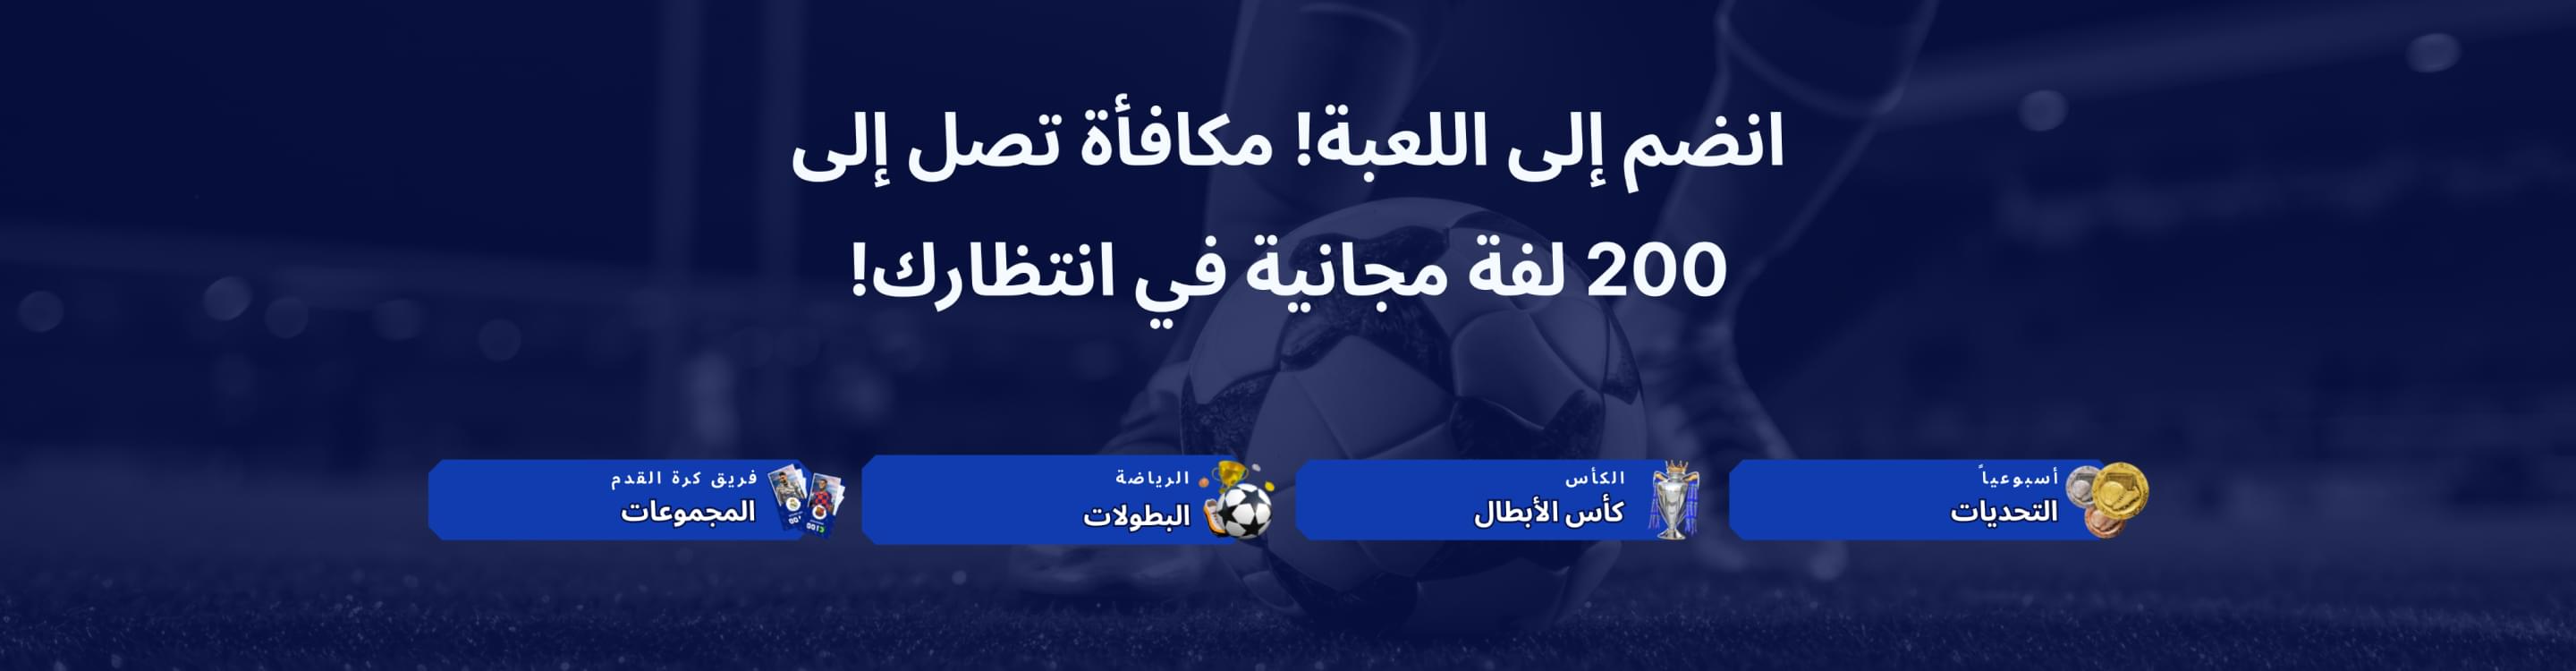 انضم إلى اللعبة! مكافأة تصل إلى
200 لفة مجانية في انتظارك!
أسبوعياً
التحديات
الكأس
كأس الأبطال
الرياضة
البطولات
فريق كرة القدم
المجموعات